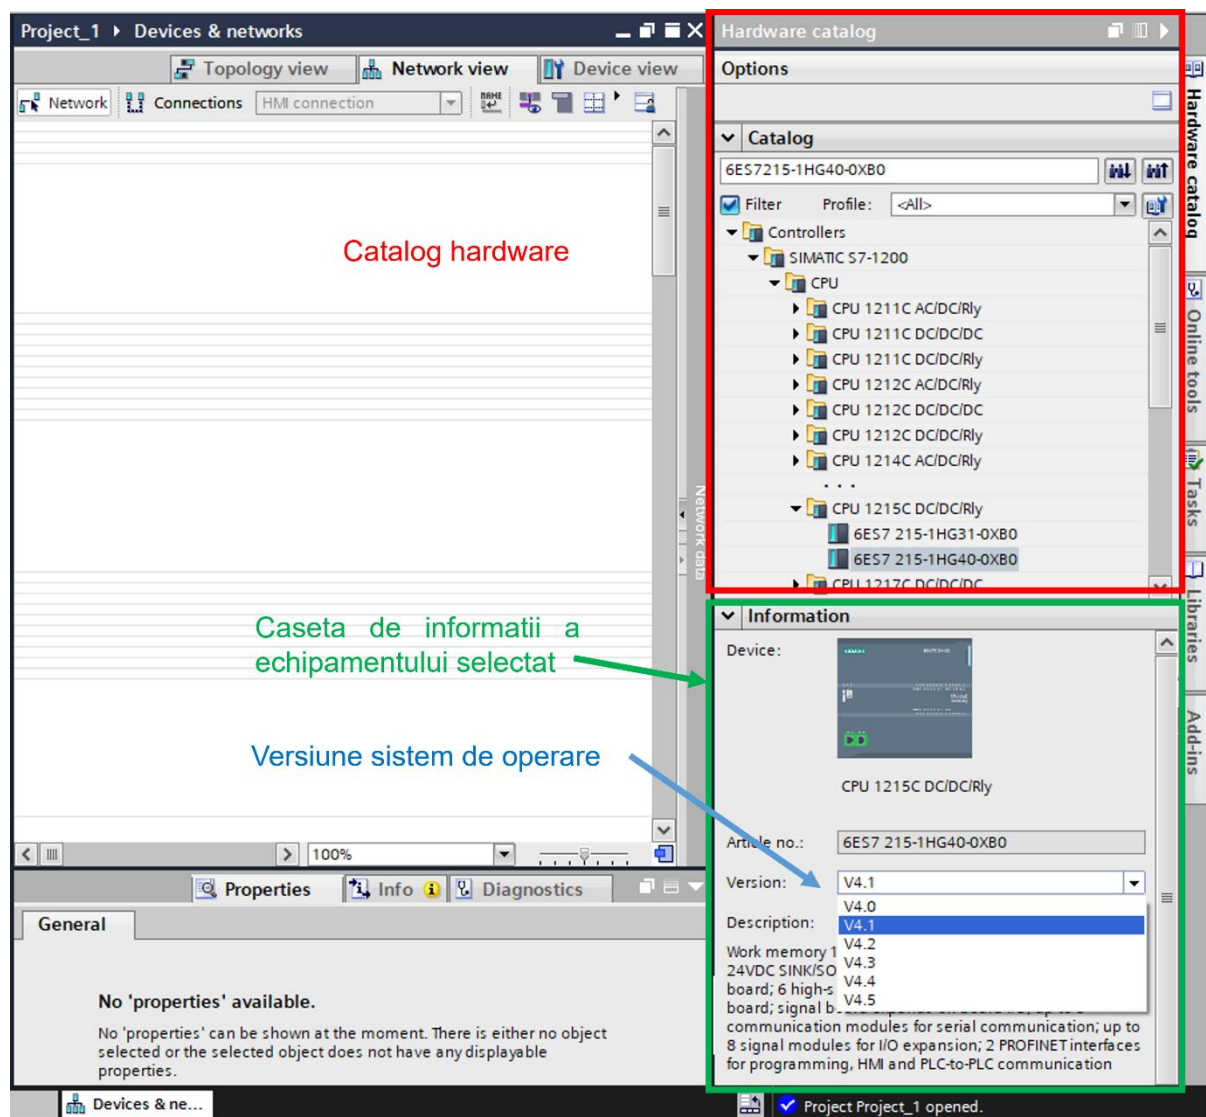 Project_1 ▸ Devices & networks
Topology view
Network view
Device view
Network
Connections
HMI connection
Catalog hardware
Network data
Caseta de informatii a
echipamentului selectat
Versiune sistem de operare
100%
Properties
Info
Diagnostics
General
No 'properties' available.
No 'properties' can be shown at the moment. There is either no object
selected or the selected object does not have any displayable
properties.
Devices & ne...
Hardware catalog
Options
Catalog
6ES7215-1HG40-0XB0
Filter
Profile:
<All>
Controllers
SIMATIC S7-1200
CPU
CPU 1211C AC/DC/Rly
CPU 1211C DC/DC/DC
CPU 1211C DC/DC/Rly
CPU 1212C AC/DC/Rly
CPU 1212C DC/DC/DC
CPU 1212C DC/DC/Rly
CPU 1214C AC/DC/Rly
. . .
CPU 1215C DC/DC/Rly
6ES7 215-1HG31-0XB0
6ES7 215-1HG40-0XB0
CPU 1217C DC/DC/DC
Information
Device:
CPU 1215C DC/DC/Rly
Article no.:
6ES7 215-1HG40-0XB0
Version:
V4.1
V4.0
V4.1
V4.2
V4.3
V4.4
V4.5
Description:
Work memory 1
24VDC SINK/SO
board; 6 high-s
board; signal
communication modules for serial communication; up to
8 signal modules for I/O expansion; 2 PROFINET interfaces
for programming, HMI and PLC-to-PLC communication
Hardware catalog
Online tools
Tasks
Libraries
Add-ins
Project Project_1 opened.